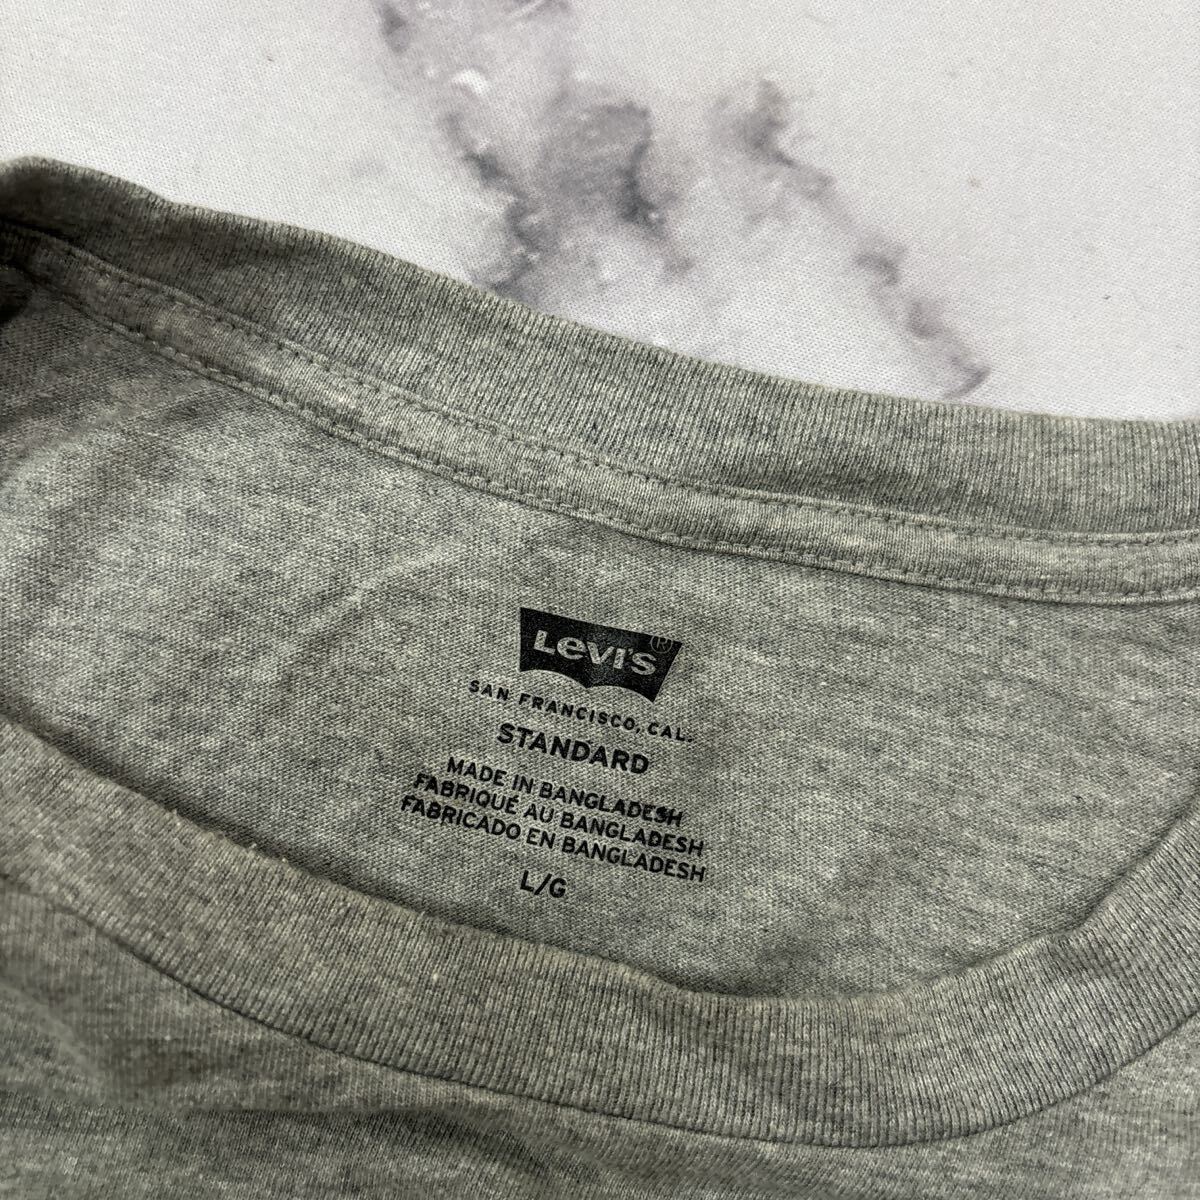 Levi's®
SAN FRANCISCO, CAL.
STANDARD
MADE IN BANGLADESH
FABRIQUÉ AU BANGLADESH
FABRICADO EN BANGLADESH
L/G